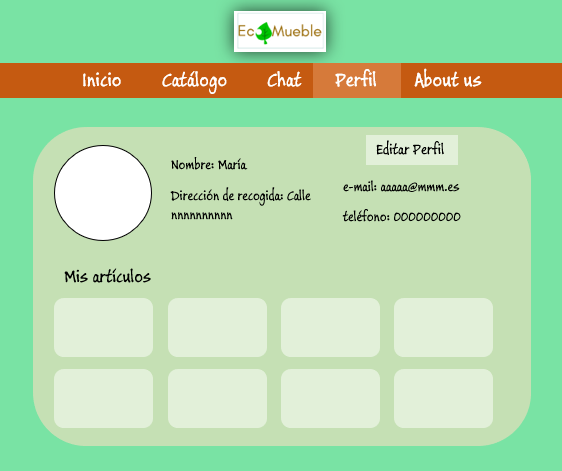 EcoMueble
Inicio Catálogo Chat Perfil About us
Editar Perfil
Nombre: María
e-mail: aaaaa@mmm.es
Dirección de recogida: Calle
nnnnnnnnnn
teléfono: 000000000
Mis artículos